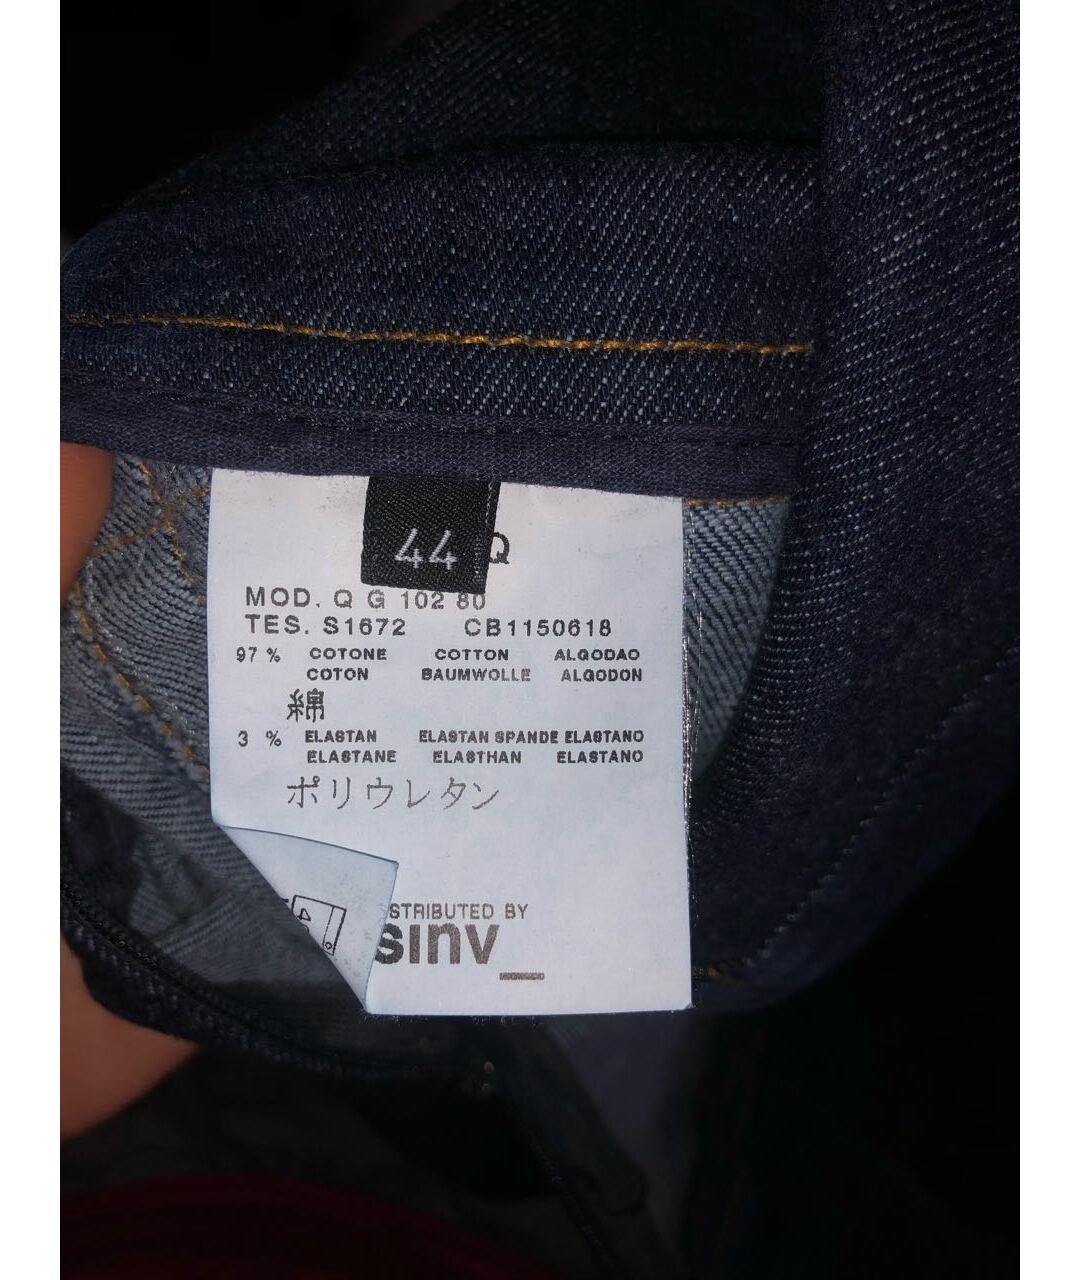 44
Q
MOD. Q G 102 80
TES. S1672 CB1150618
97 % COTONE COTTON ALGODAO
COTON BAUMWOLLE ALGODON
綿
3 % ELASTAN ELASTAN SPANDE ELASTANO
ELASTANE ELASTHAN ELASTANO
ポリウレタン
STRIBUTED BY
sınv_